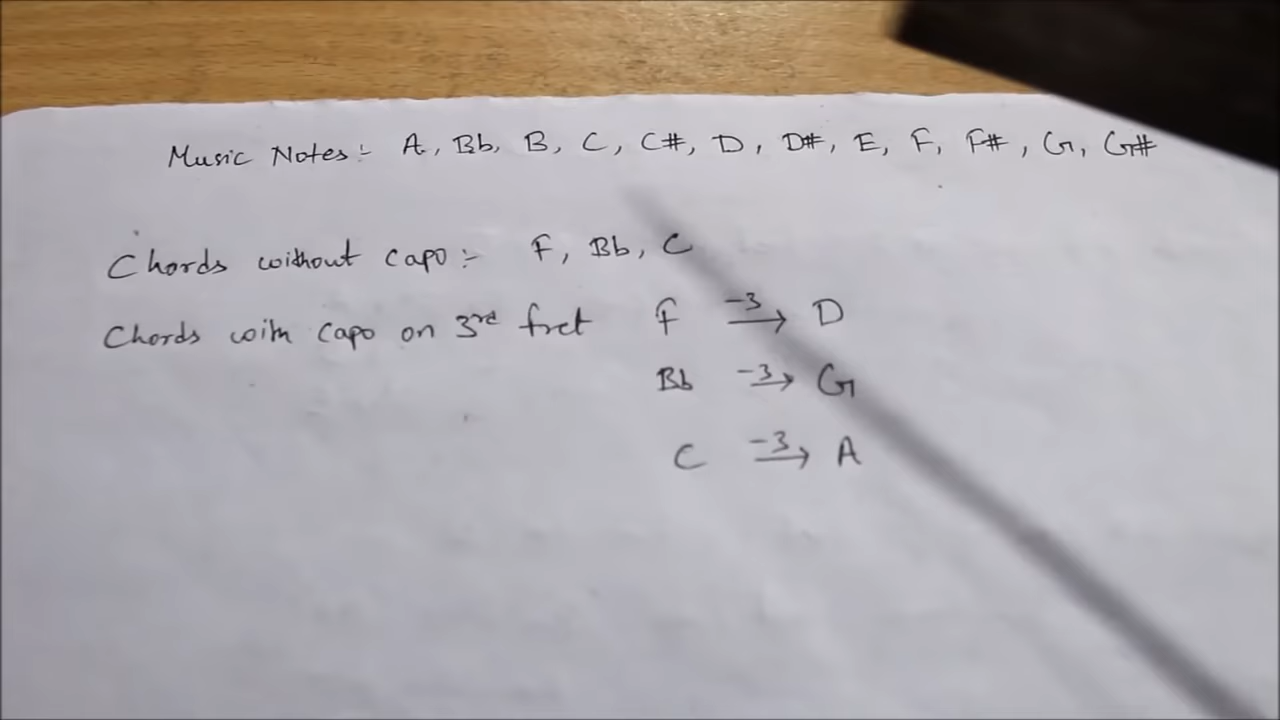 Music Notes:- A, Bb, B, C, C#, D, D#, E, F, F#, G, G#
Chords without capo:- F, Bb, C
Chords with capo on 3rd fret F -3→ D
Bb -3→ G
C -3→ A